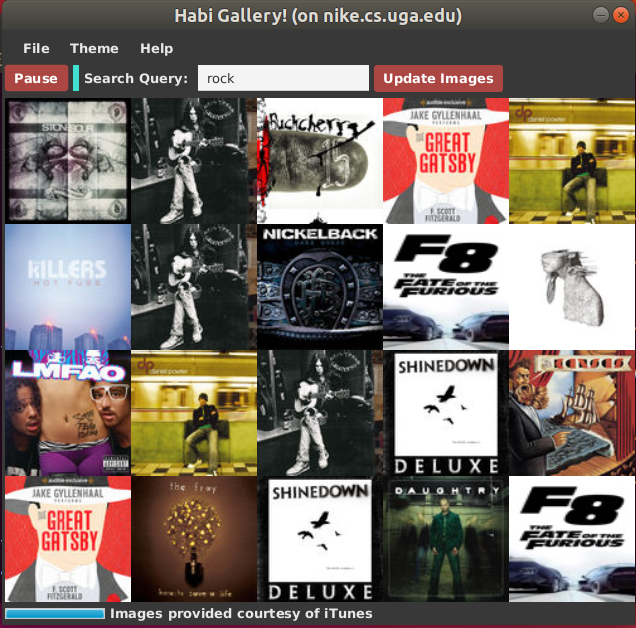 Habi Gallery! (on nike.cs.uga.edu)
File Theme Help
Pause Search Query: rock Update Images
STONESOUR
Buckcherry
15
audible exclusive
JAKE GYLLENHAAL
PERFORMS
THE GREAT
GATSBY
F. SCOTT
FITZGERALD
dp daniel powter
KILLERS
HOT FUSS
NICKELBACK
DARK HORSE
F8
THE
FATE OF THE
FURIOUS
LMFAO
dp daniel powter
SHINEDOWN
DELUXE
KANSAS
audible exclusive
JAKE GYLLENHAAL
PERFORMS
THE GREAT
GATSBY
F. SCOTT
FITZGERALD
the fray
how to save a life
SHINEDOWN
DELUXE
DAUGHTRY
F8
THE
FATE OF THE
FURIOUS
Images provided courtesy of iTunes